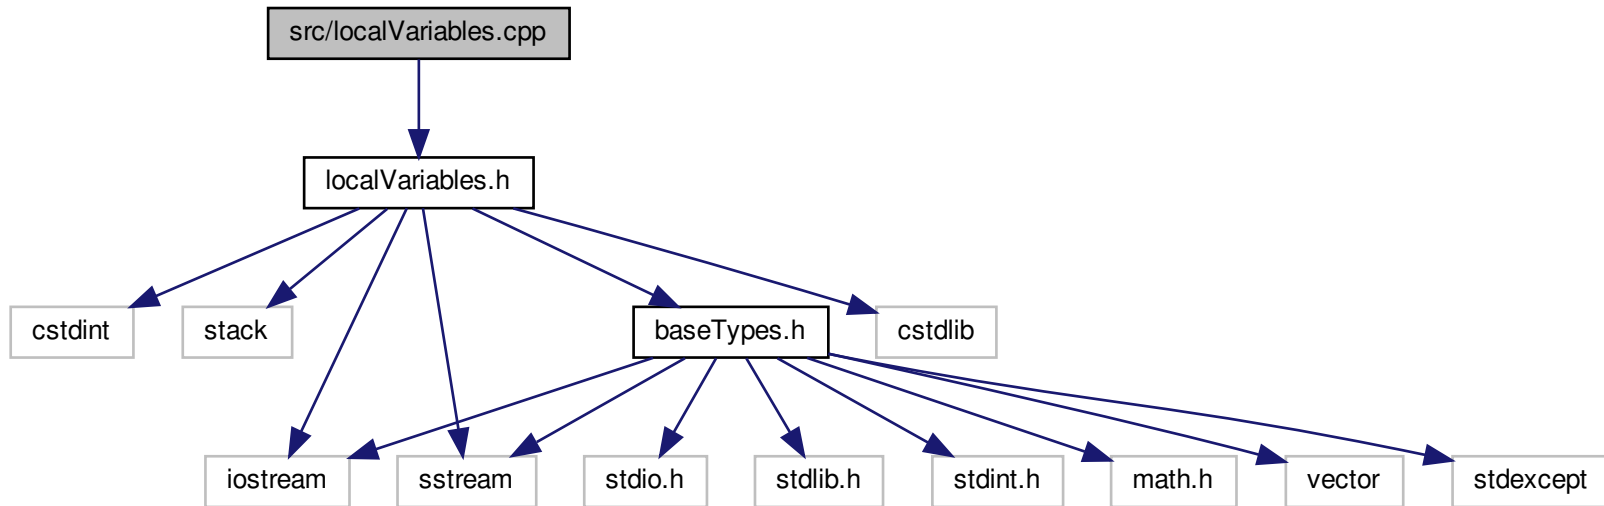 src/localVariables.cpp
localVariables.h
cstdint
stack
baseTypes.h
cstdlib
iostream
sstream
stdio.h
stdlib.h
stdint.h
math.h
vector
stdexcept